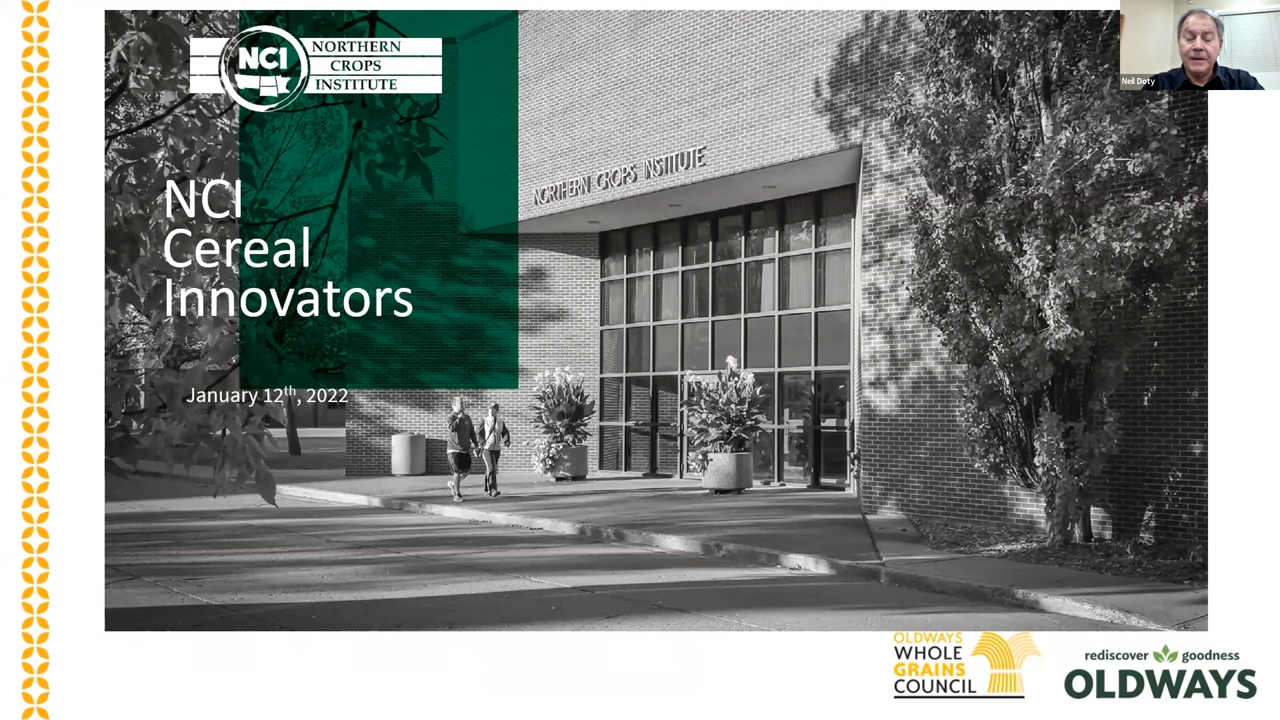 NCI
NORTHERN
CROPS
INSTITUTE
Neil Doty
NORTHERN CROPS INSTITUTE
NCI
Cereal
Innovators
January 12th, 2022
OLDWAYS
WHOLE
GRAINS
COUNCIL
rediscover goodness
OLDWAYS